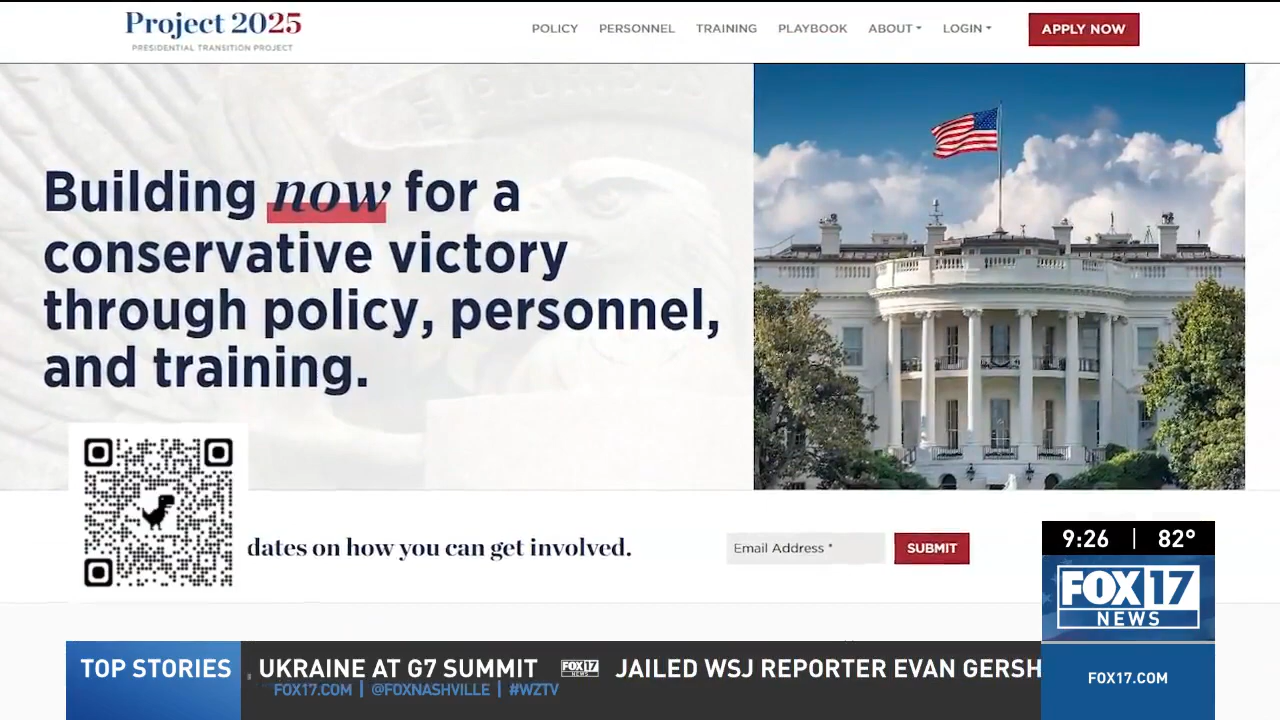 Project 2025
PRESIDENTIAL TRANSITION PROJECT
POLICY PERSONNEL TRAINING PLAYBOOK ABOUT LOGIN APPLY NOW
Building now for a
conservative victory
through policy, personnel,
and training.
dates on how you can get involved.
Email Address *
SUBMIT
9:26 | 82°
FOX 17
NEWS
TOP STORIES
UKRAINE AT G7 SUMMIT FOX 17 NEWS JAILED WSJ REPORTER EVAN GERSH
FOX17.COM | @FOXNASHVILLE | #WZTV
FOX17.COM